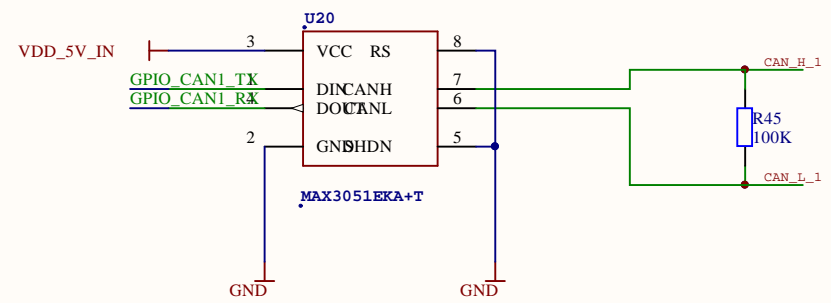 U20
VDD_5V_IN
3
VCC
RS
8
GPIO_CAN1_TX
1
DIN
CANH
7
CAN_H_1
GPIO_CAN1_RX
4
DOUT
CANL
6
R45
100K
2
GND
SHDN
5
CAN_L_1
MAX3051EKA+T
GND
GND